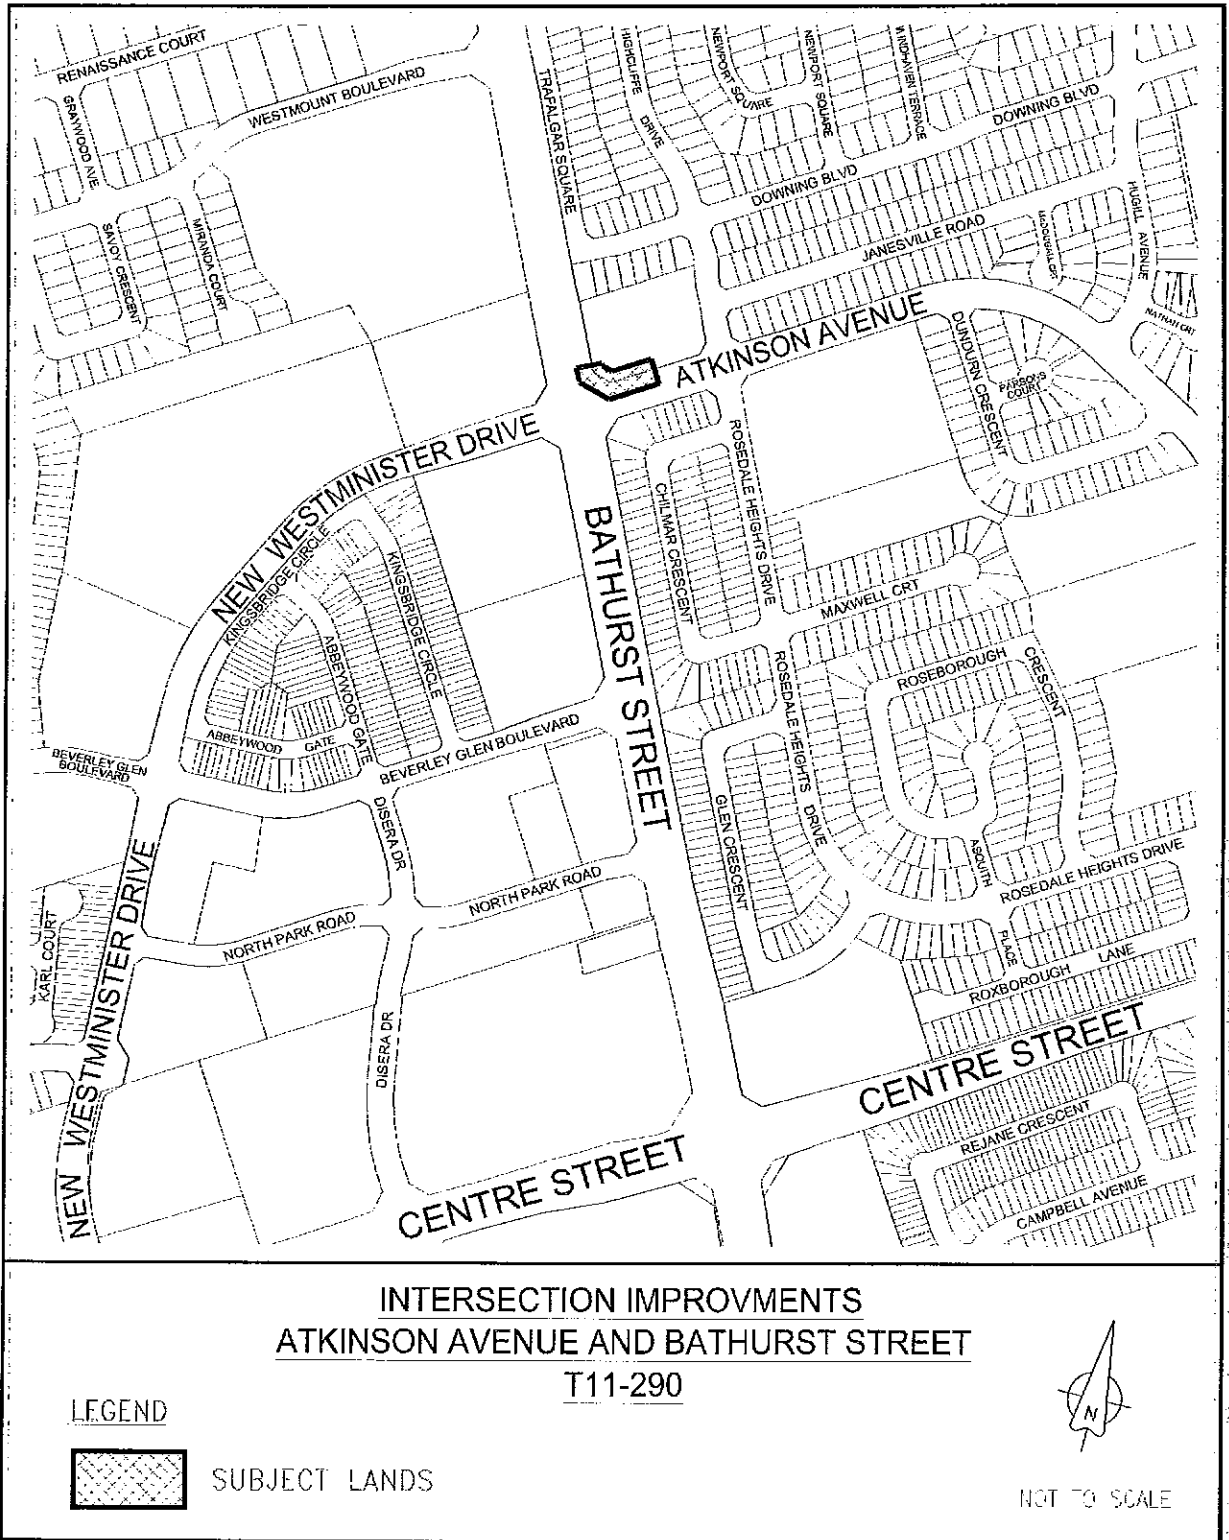 RENAISSANCE COURT
GRAYWOOD AVE
WESTMOUNT BOULEVARD
SAVOY CRESCENT
MIRANDA COURT
TRAFALGAR SQUARE
HIGHCLIFFE
DRIVE
NEWPORT SQUARE
NEWPORT SQUARE
WINDHAVEN TERRACE
DOWNING BLVD
DOWNING BLVD
JANESVILLE ROAD
HUGILL AVENUE
NATHAN CRT
ATKINSON AVENUE
DUNDURN CRESCENT
PARSONS
COURT
NEW WESTMINISTER DRIVE
KINGSBRIDGE CIRCLE
KINGSBRIDGE CIRCLE
ABBEYWOOD GATE
ABBEYWOOD GATE
BATHURST STREET
CHILMAR CRESCENT
ROSEDALE HEIGHTS DRIVE
MAXWELL CRT
ROSEBOROUGH
CRESCENT
ROSEDALE HEIGHTS DRIVE
BEVERLEY GLEN
BOULEVARD
BEVERLEY GLEN BOULEVARD
DISERA DR
GLEN CRESCENT
ASQUITH
PLACE
ROSEDALE HEIGHTS DRIVE
NORTH PARK ROAD
NORTH PARK ROAD
KARL COURT
NEW WESTMINISTER DRIVE
NEW WESTMINISTER DRIVE
DISERA DR
ROXBOROUGH LANE
CENTRE STREET
CENTRE STREET
REJANE CRESCENT
CAMPBELL AVENUE
INTERSECTION IMPROVMENTS
ATKINSON AVENUE AND BATHURST STREET
T11-290
LEGEND
SUBJECT LANDS
N
NOT TO SCALE